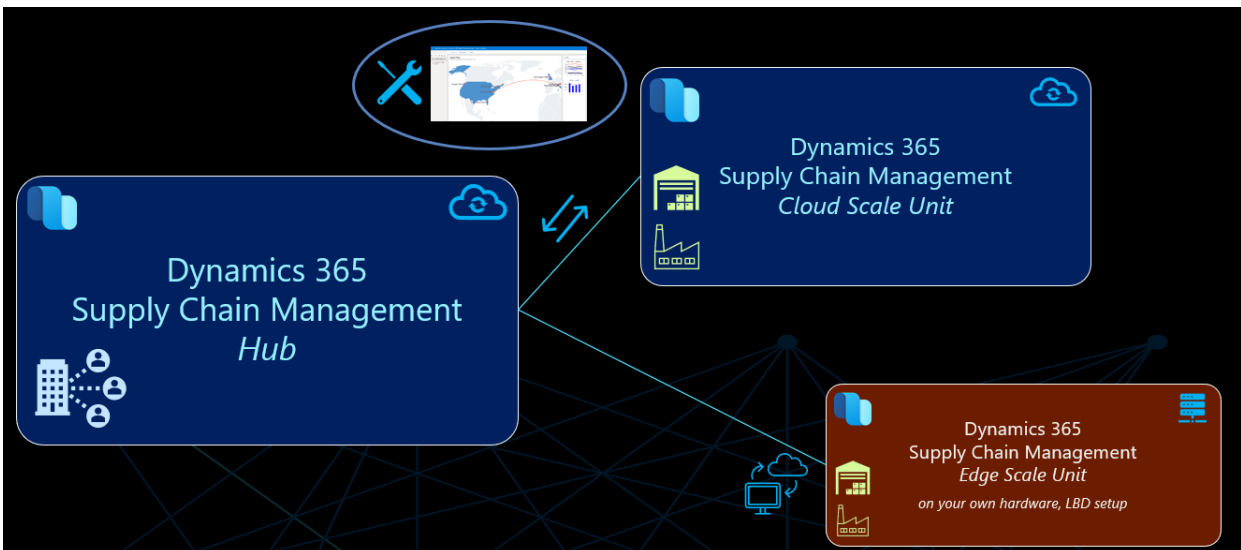 Dynamics 365
Supply Chain Management
Hub
Dynamics 365
Supply Chain Management
Cloud Scale Unit
Dynamics 365
Supply Chain Management
Edge Scale Unit
on your own hardware, LBD setup